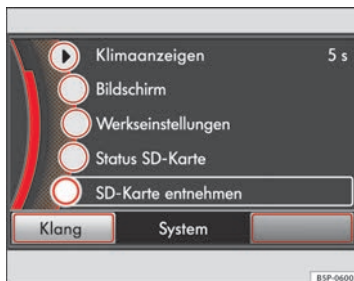 Klimaanzeigen 5 s
Bildschirm
Werkseinstellungen
Status SD-Karte
SD-Karte entnehmen
Klang System
B5P-0600